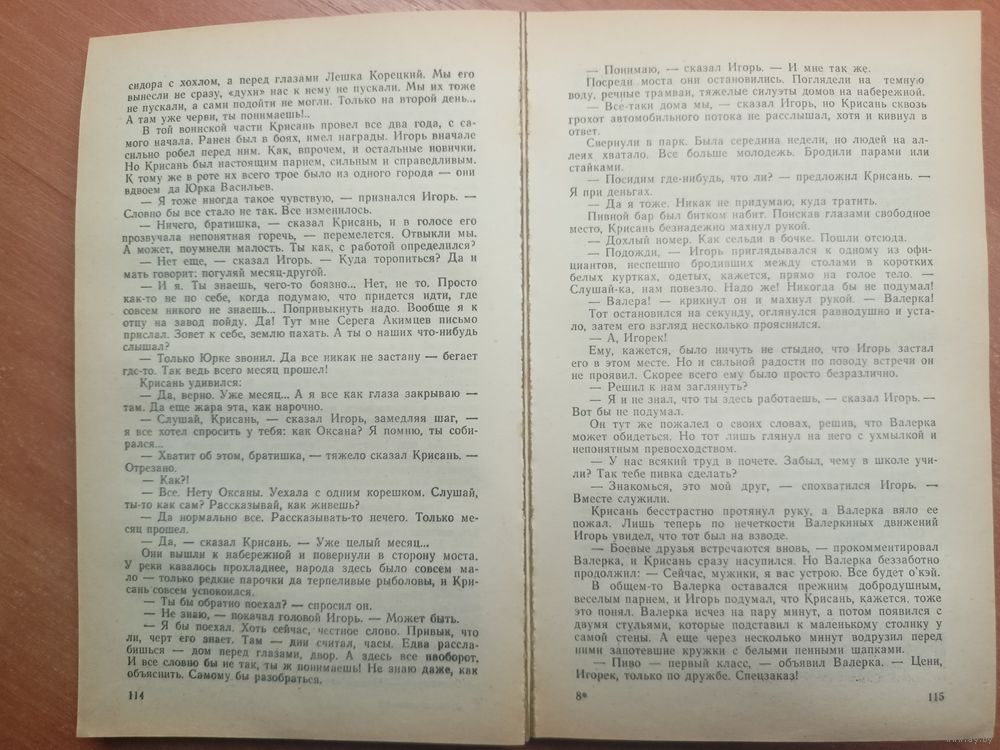 сидора с хохлом, а перед глазами Лешка Корецкий. Мы его
вынесли не сразу, «духи» нас к нему не пускали. Мы их тоже
не пускали, а сами подойти не могли. Только на второй день...
А там уже черви, ты понимаешь!..
В той воинской части Крисань провел все два года, с са-
мого начала. Ранен был в боях, имел награды. Игорь вначале
сильно робел перед ним. Как, впрочем, и остальные новички.
Но Крисань был настоящим парнем, сильным и справедливым.
К тому же в роте их всего трое было из одного города — они
вдвоем да Юрка Васильев.
— Я тоже иногда такое чувствую, — признался Игорь. —
Словно бы все стало не так. Все изменилось.
— Ничего, братишка, — сказал Крисань, и в голосе его
прозвучала непонятная горечь, — перемелется. Отвыкли мы.
А может, поумнели малость. Ты как, с работой определился?
— Нет еще, — сказал Игорь. — Куда торопиться? Да и
мать говорит: погуляй месяц-другой.
— И я. Ты знаешь, чего-то боязно... Нет, не то. Просто
как-то не по себе, когда подумаю, что придется идти, где
совсем никого не знаешь... Попривыкнуть надо. Вообще я к
отцу на завод пойду. Да! Тут мне Серега Акимцев письмо
прислал. Зовет к себе, землю пахать. А ты о наших что-нибудь
слышал?
— Только Юрке звонил. Да все никак не застану — бегает
где-то. Так ведь всего месяц прошел!
Крисань удивился:
— Да, верно. Уже месяц... А я все как глаза закрываю —
там. Да еще жара эта, как нарочно.
— Слушай, Крисань, — сказал Игорь, замедляя шаг, —
я все хотел спросить у тебя: как Оксана? Я помню, ты соби-
рался...
— Хватит об этом, братишка, — тяжело сказал Крисань. —
Отрезано.
— Как?!
— Все. Нету Оксаны. Уехала с одним корешком. Слушай,
ты-то как сам? Рассказывай, как живешь?
— Да нормально все. Рассказывать-то нечего. Только ме-
сяц прошел.
— Да, — сказал Крисань. — Уже целый месяц...
Они вышли к набережной и повернули в сторону моста.
У реки казалось прохладнее, народа здесь было совсем ма-
ло — только редкие парочки да терпеливые рыболовы, и Кри-
сань совсем успокоился.
— Ты бы обратно поехал? — спросил он.
— Не знаю, — покачал головой Игорь. — Может быть.
— Я бы поехал. Хоть сейчас, честное слово. Привык, что
ли, черт его знает. Там — дни считал, часы. Едва рассла-
бишься — дом перед глазами, двор. А здесь все наоборот.
И все словно бы не так, ты ж понимаешь! Не знаю даже, как
объяснить. Самому бы разобраться.
114
— Понимаю, — сказал Игорь. — И мне так же.
Посреди моста они остановились. Поглядели на темную
воду, речные трамваи, тяжелые силуэты домов на набережной.
— Все-таки дома мы, — сказал Игорь, но Крисань сквозь
грохот автомобильного потока не расслышал, хотя и кивнул в
ответ.
Свернули в парк. Была середина недели, но людей на ал-
леях хватало. Все больше молодежь. Бродили парами или
стайками.
— Посидим где-нибудь, что ли? — предложил Крисань. —
Я при деньгах.
— Да я тоже. Никак не придумаю, куда тратить.
Пивной бар был битком набит. Поискав глазами свободное
место, Крисань безнадежно махнул рукой.
— Дохлый номер. Как сельди в бочке. Пошли отсюда.
— Подожди, — Игорь приглядывался к одному из офи-
циантов, неспешно бродивших между столами в коротких
белых куртках, одетых, кажется, прямо на голое тело. —
Слушай-ка, нам повезло. Надо же! Никогда бы не подумал!
— Валера! — крикнул он и махнул рукой. — Валерка!
Тот остановился на секунду, оглянулся равнодушно и уста-
ло, затем его взгляд несколько прояснился.
— А, Игорек!
Ему, кажется, было ничуть не стыдно, что Игорь застал
его в этом месте. Но и сильной радости по поводу встречи он
не проявил. Скорее всего ему было просто безразлично.
— Решил к нам заглянуть?
— Я и не знал, что ты здесь работаешь, — сказал Игорь. —
Вот бы не подумал.
Он тут же пожалел о своих словах, решив, что Валерка
может обидеться. Но тот лишь глянул на него с ухмылкой и
непонятным превосходством.
— У нас всякий труд в почете. Забыл, чему в школе учи-
ли? Так тебе пивка сделать?
— Знакомься, это мой друг, — спохватился Игорь. —
Вместе служили.
Крисань бесстрастно протянул руку, а Валерка вяло ее
пожал. Лишь теперь по нечеткости Валеркиных движений
Игорь увидел, что тот был на взводе.
— Боевые друзья встречаются вновь, — прокомментировал
Валерка, и Крисань сразу насупился. Но Валерка беззаботно
продолжил: — Сейчас, мужики, я вас устрою. Все будет о'кэй.
В общем-то Валерка оставался прежним добродушным,
веселым парнем, и Игорь подумал, что Крисань, кажется, тоже
это понял. Валерка исчез на пару минут, а потом появился с
двумя стульями, которые подставил к маленькому столику у
самой стены. А еще через несколько минут водрузил перед
ними запотевшие кружки с белыми пенными шапками.
— Пиво — первый класс, — объявил Валерка. — Цени,
Игорек, только по дружбе. Спецзаказ!
8*
115